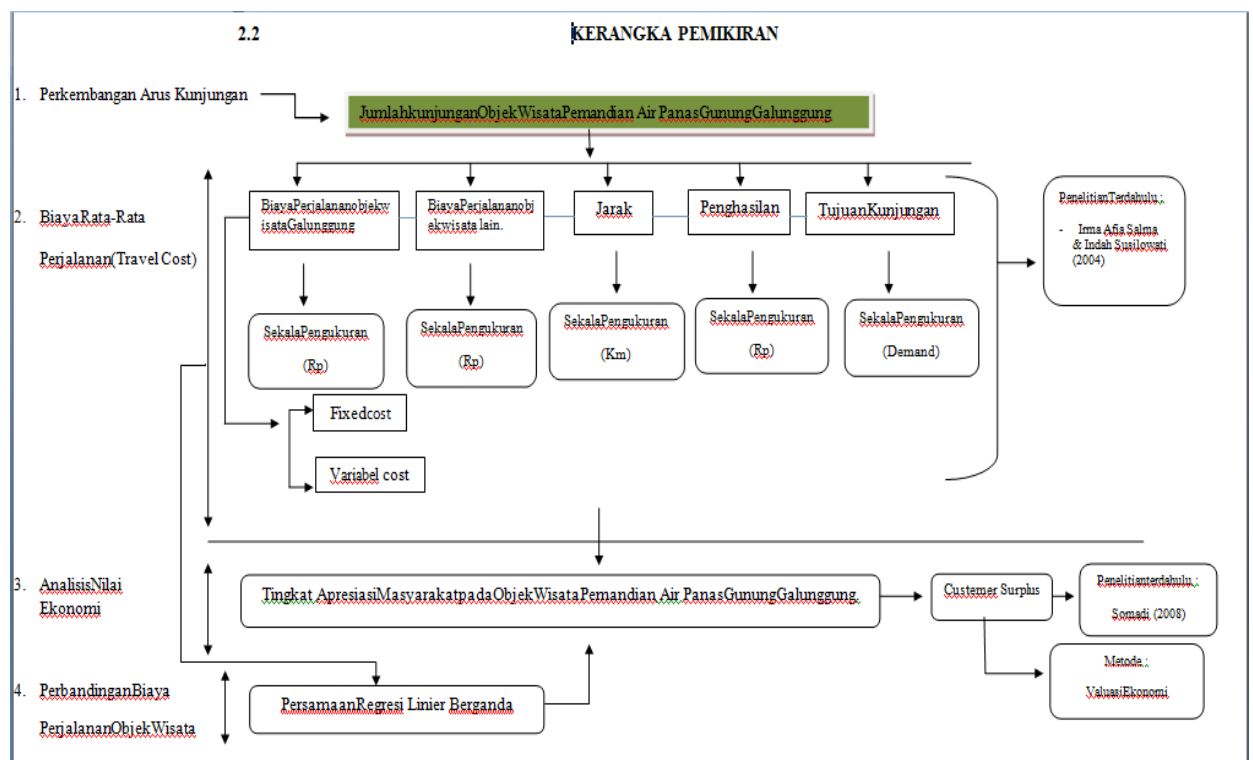 2.2 KERANGKA PEMIKIRAN
1. Perkembangan Arus Kunjungan
JumlahkunjunganObjekWisataPemandian Air PanasGunungGalunggung
2. BiayaRata-Rata
Perjalanan(Travel Cost)
BiayaPerjalananobjekw
isataGalunggung
BiayaPerjalananobj
ekwisata lain.
Jarak
Penghasilan
TujuanKunjungan
PenelitianTerdahulu :
- Irma Afia Salma
& Indah Susilowati
(2004)
SekalaPengukuran
(Rp)
SekalaPengukuran
(Rp)
SekalaPengukuran
(Km)
SekalaPengukuran
(Rp)
SekalaPengukuran
(Demand)
Fixedcost
Variabel cost
3. AnalisisNilai
Ekonomi
Tingkat ApresiasiMasyarakatpadaObjekWisataPemandian Air PanasGunungGalunggung
Custemer Surplus
Penelitianterdahulu :
Somadi (2008)
Metode :
ValuasiEkonomi
4. PerbandinganBiaya
PerjalananObjekWisata
PersamaanRegresi Linier Berganda